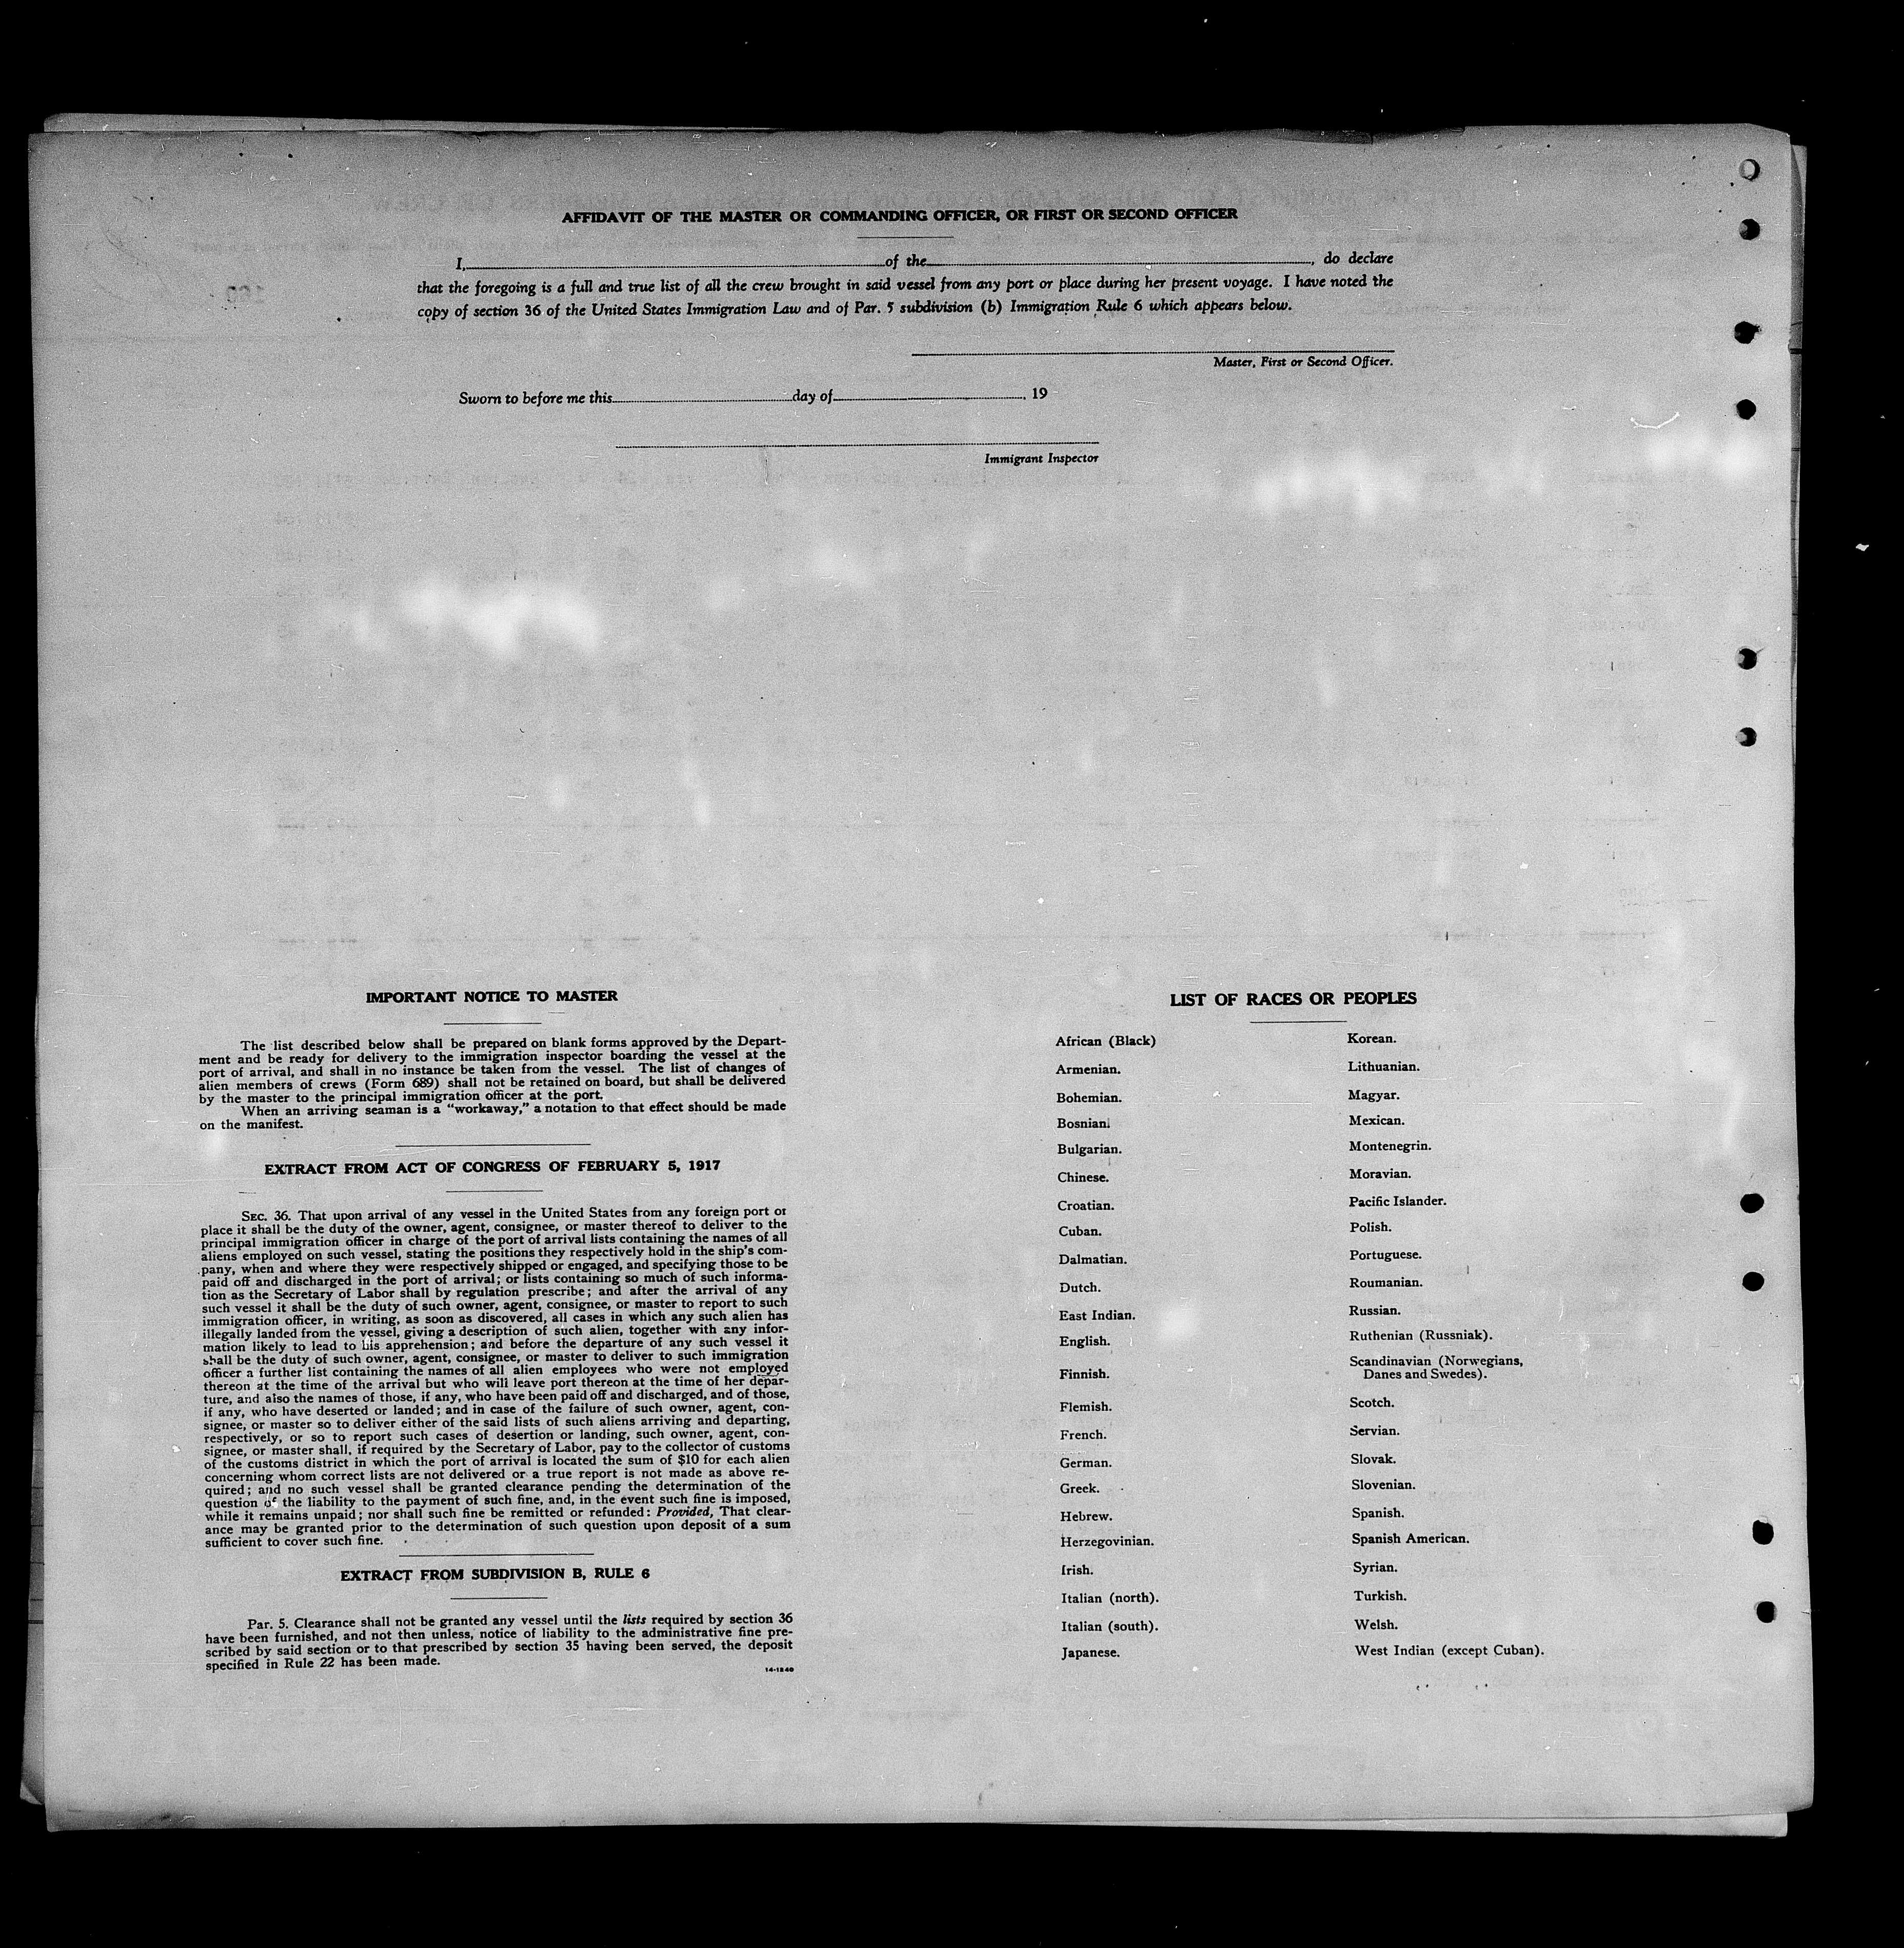 AFFIDAVIT OF THE MASTER OR COMMANDING OFFICER, OR FIRST OR SECOND OFFICER
I, of the , do declare
that the foregoing is a full and true list of all the crew brought in said vessel from any port or place during her present voyage. I have noted the
copy of section 36 of the United States Immigration Law and of Par. 5 subdivision (b) Immigration Rule 6 which appears below.
Master, First or Second Officer.
Sworn to before me this day of , 19
Immigrant Inspector
IMPORTANT NOTICE TO MASTER
The list described below shall be prepared on blank forms approved by the Depart-
ment and be ready for delivery to the immigration inspector boarding the vessel at the
port of arrival, and shall in no instance be taken from the vessel. The list of changes of
alien members of crews (Form 689) shall not be retained on board, but shall be delivered
by the master to the principal immigration officer at the port.
When an arriving seaman is a "workaway," a notation to that effect should be made
on the manifest.
EXTRACT FROM ACT OF CONGRESS OF FEBRUARY 5, 1917
SEC. 36. That upon arrival of any vessel in the United States from any foreign port or
place it shall be the duty of the owner, agent, consignee, or master thereof to deliver to the
principal immigration officer in charge of the port of arrival lists containing the names of all
aliens employed on such vessel, stating the positions they respectively hold in the ship's com-
pany, when and where they were respectively shipped or engaged, and specifying those to be
paid off and discharged in the port of arrival; or lists containing so much of such informa-
tion as the Secretary of Labor shall by regulation prescribe; and after the arrival of any
such vessel it shall be the duty of such owner, agent, consignee, or master to report to such
immigration officer, in writing, as soon as discovered, all cases in which any such alien has
illegally landed from the vessel, giving a description of such alien, together with any infor-
mation likely to lead to his apprehension; and before the departure of any such vessel it
shall be the duty of such owner, agent, consignee, or master to deliver to such immigration
officer a further list containing the names of all alien employees who were not employed
thereon at the time of the arrival but who will leave port thereon at the time of her depar-
ture, and also the names of those, if any, who have been paid off and discharged, and of those,
if any, who have deserted or landed; and in case of the failure of such owner, agent, con-
signee, or master so to deliver either of the said lists of such aliens arriving and departing,
respectively, or so to report such cases of desertion or landing, such owner, agent, con-
signee, or master shall, if required by the Secretary of Labor, pay to the collector of customs
of the customs district in which the port of arrival is located the sum of $10 for each alien
concerning whom correct lists are not delivered or a true report is not made as above re-
quired; and no such vessel shall be granted clearance pending the determination of the
question of the liability to the payment of such fine, and, in the event such fine is imposed,
while it remains unpaid; nor shall such fine be remitted or refunded: Provided, That clear-
ance may be granted prior to the determination of such question upon deposit of a sum
sufficient to cover such fine.
EXTRACT FROM SUBDIVISION B, RULE 6
Par. 5. Clearance shall not be granted any vessel until the lists required by section 36
have been furnished, and not then unless, notice of liability to the administrative fine pre-
scribed by said section or to that prescribed by section 35 having been served, the deposit
specified in Rule 22 has been made.
14-1240
LIST OF RACES OR PEOPLES
African (Black)
Armenian.
Bohemian.
Bosnian.
Bulgarian.
Chinese.
Croatian.
Cuban.
Dalmatian.
Dutch.
East Indian.
English.
Finnish.
Flemish.
French.
German.
Greek.
Hebrew.
Herzegovinian.
Irish.
Italian (north).
Italian (south).
Japanese.
Korean.
Lithuanian.
Magyar.
Mexican.
Montenegrin.
Moravian.
Pacific Islander.
Polish.
Portuguese.
Roumanian.
Russian.
Ruthenian (Russniak).
Scandinavian (Norwegians,
Danes and Swedes).
Scotch.
Servian.
Slovak.
Slovenian.
Spanish.
Spanish American.
Syrian.
Turkish.
Welsh.
West Indian (except Cuban).